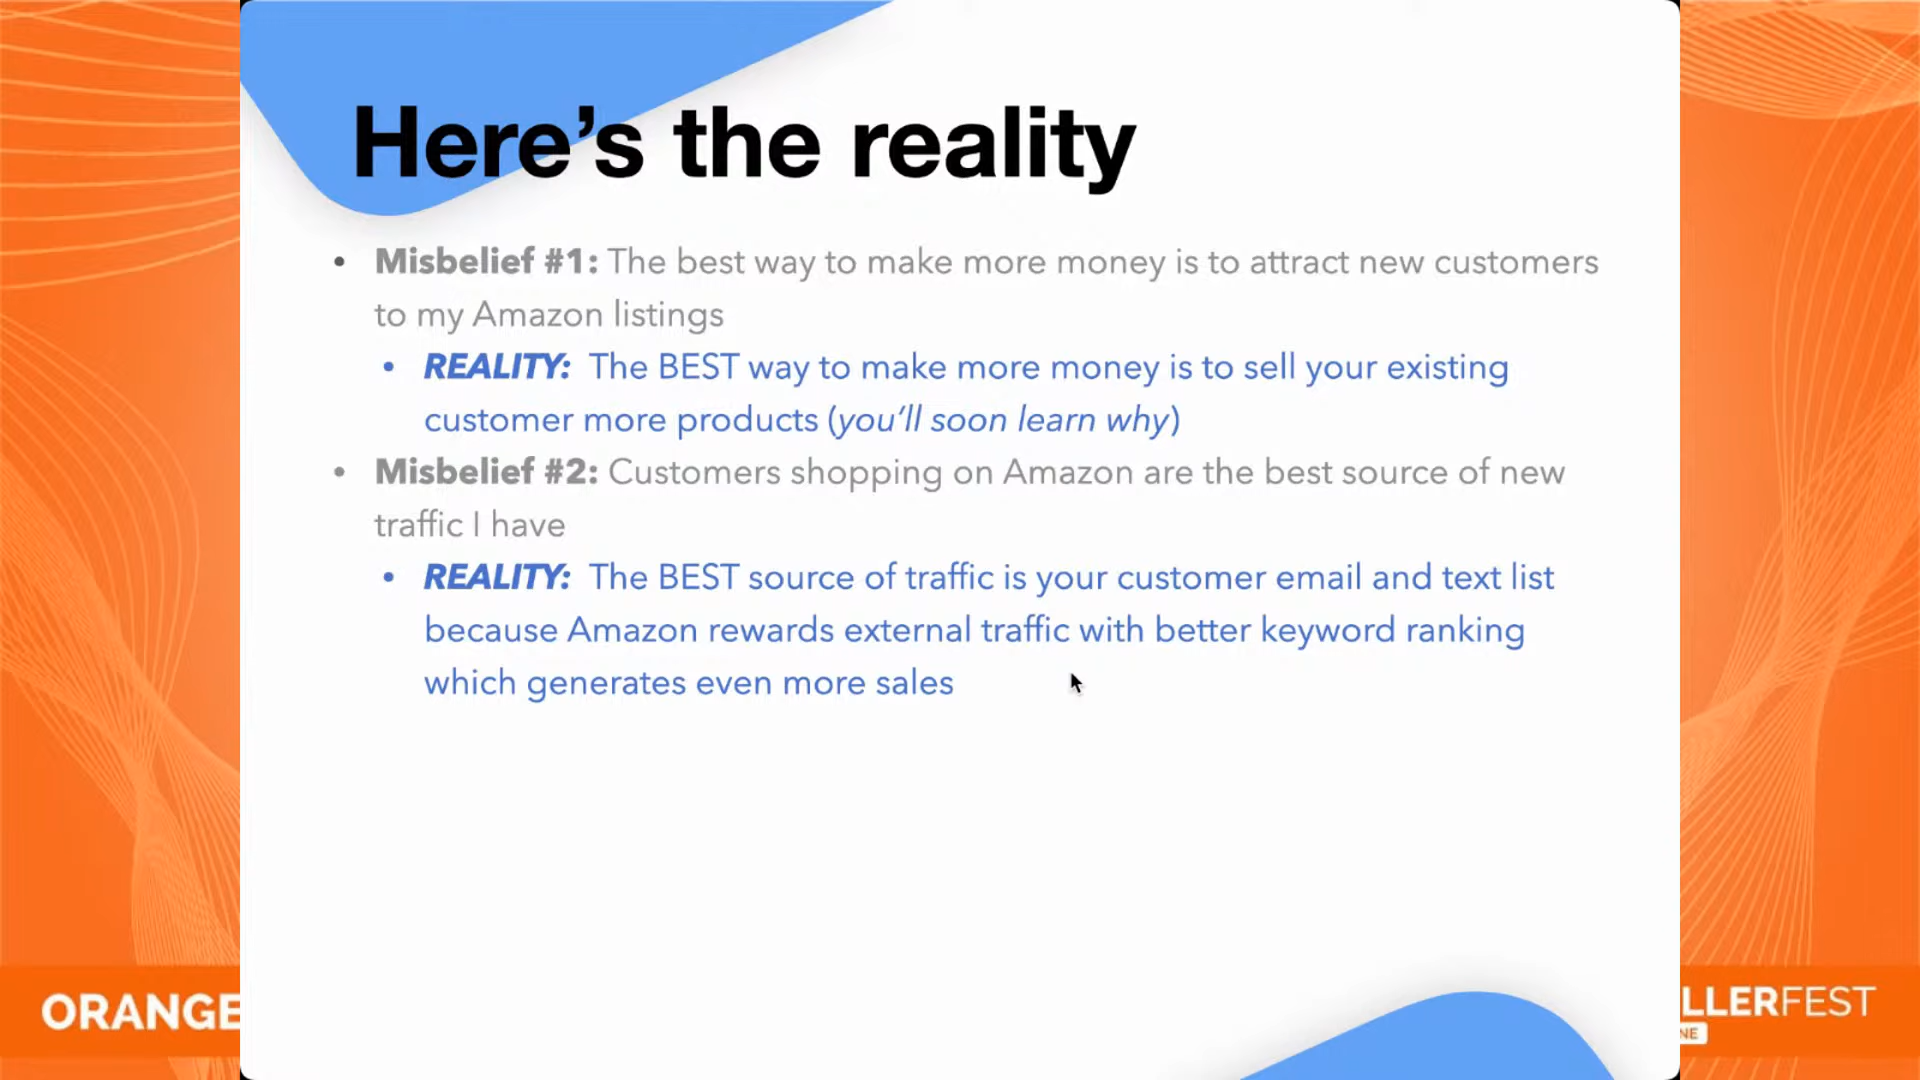 Here’s the reality
• Misbelief #1: The best way to make more money is to attract new customers
to my Amazon listings
• REALITY: The BEST way to make more money is to sell your existing
customer more products (you’ll soon learn why)
• Misbelief #2: Customers shopping on Amazon are the best source of new
traffic I have
• REALITY: The BEST source of traffic is your customer email and text list
because Amazon rewards external traffic with better keyword ranking
which generates even more sales
ORANGE
LLERFEST
NE